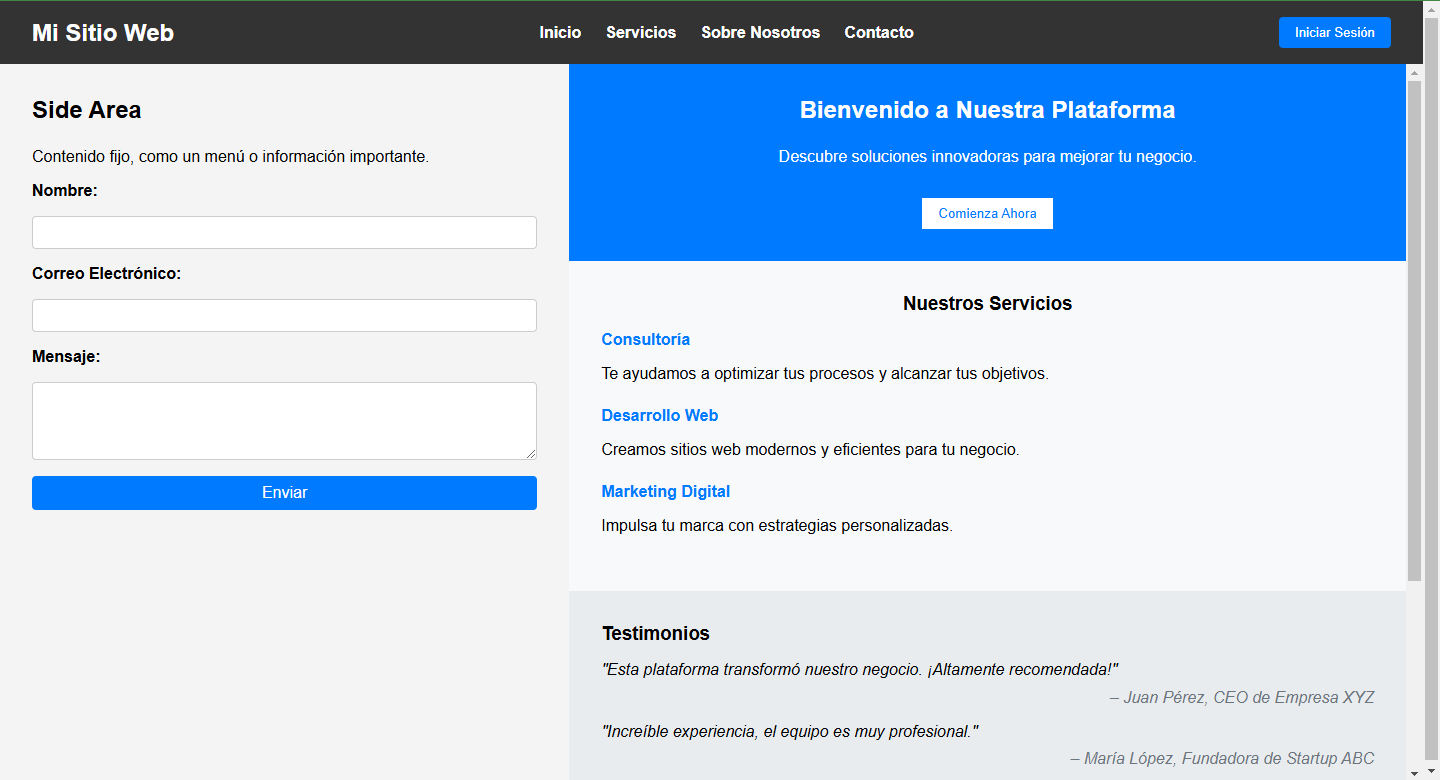 Mi Sitio Web
Inicio Servicios Sobre Nosotros Contacto
Iniciar Sesión
Side Area
Contenido fijo, como un menú o información importante.
Nombre:
Correo Electrónico:
Mensaje:
Enviar
Bienvenido a Nuestra Plataforma
Descubre soluciones innovadoras para mejorar tu negocio.
Comienza Ahora
Nuestros Servicios
Consultoría
Te ayudamos a optimizar tus procesos y alcanzar tus objetivos.
Desarrollo Web
Creamos sitios web modernos y eficientes para tu negocio.
Marketing Digital
Impulsa tu marca con estrategias personalizadas.
Testimonios
"Esta plataforma transformó nuestro negocio. ¡Altamente recomendada!"
– Juan Pérez, CEO de Empresa XYZ
"Increíble experiencia, el equipo es muy profesional."
– María López, Fundadora de Startup ABC